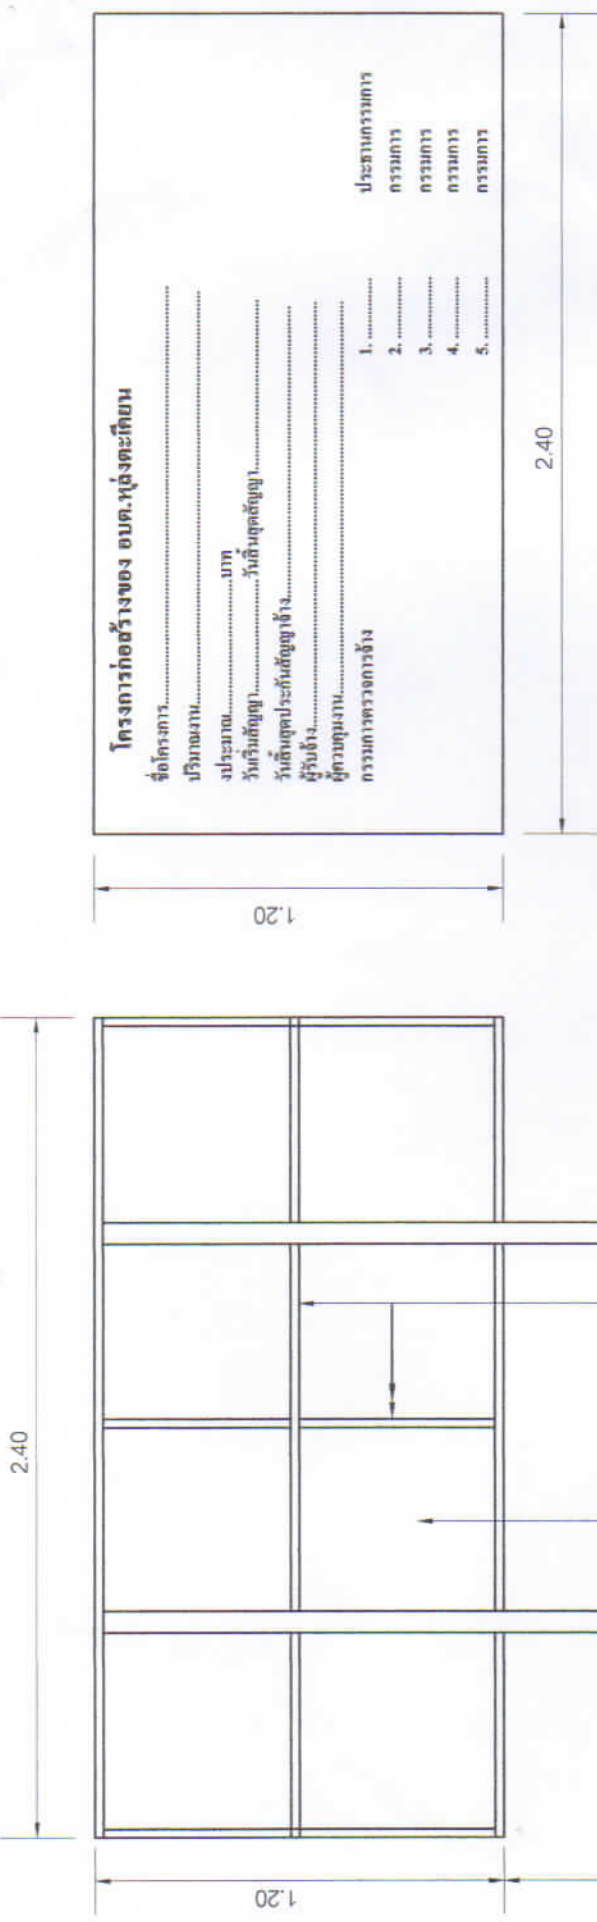 โครงการก่อสร้างของ อบต.ทุ่งตะเคียน
ชื่อโครงการ................................................................
ปริมาณงาน................................................................
งบประมาณ........................บาท
วันเริ่มสัญญา........................วันสิ้นสุดสัญญา........................
วันสิ้นสุดประกันสัญญาจ้าง................................................
ผู้รับจ้าง................................................................
ผู้ควบคุมงาน................................................................
กรรมการตรวจการจ้าง
1. ................ ประธานกรรมการ
2. ................ กรรมการ
3. ................ กรรมการ
4. ................ กรรมการ
5. ................ กรรมการ
1.20
2.40
2.40
1.20